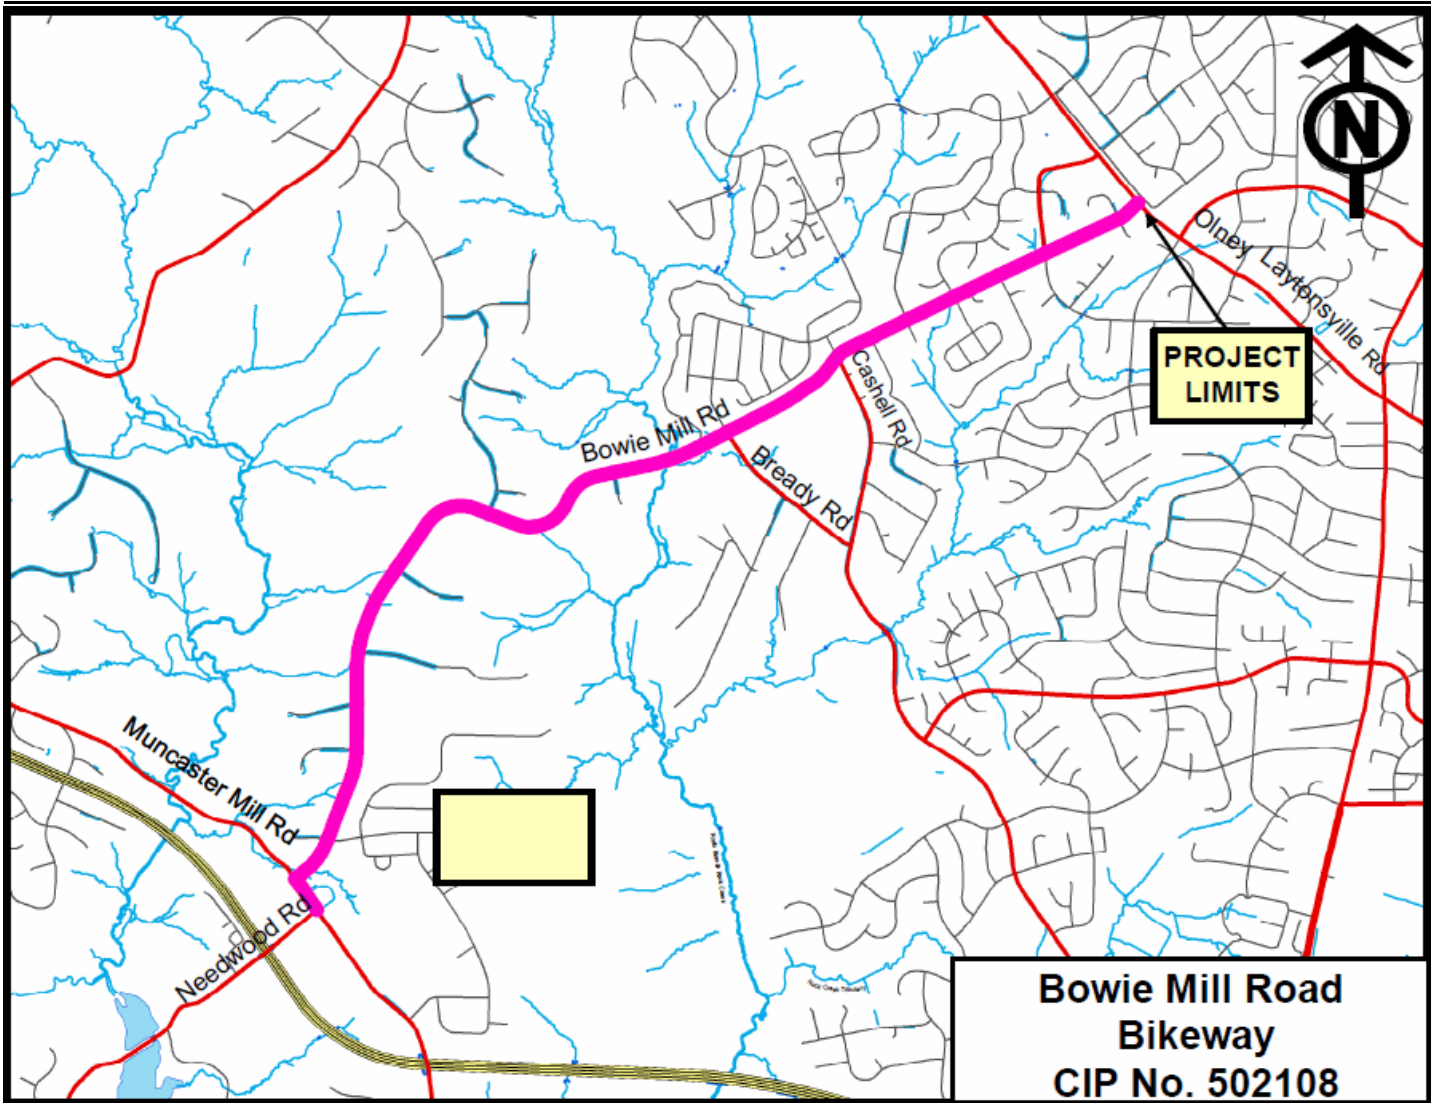 N
Olney Laytonsville Rd
PROJECT
LIMITS
Cashell Rd
Bowie Mill Rd
Bready Rd
Muncaster Mill Rd
Needwood Rd
Bowie Mill Road
Bikeway
CIP No. 502108